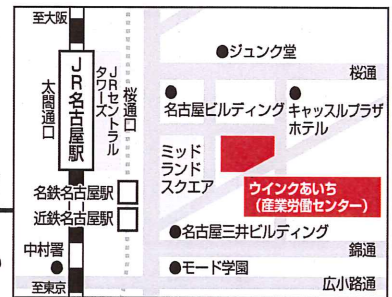 至大阪
JR名古屋駅
太閤通口
JRセントラル
タワーズ
桜通口
●ジュンク堂
桜通
名古屋ビルディング
キャッスルプラザ
ホテル
ミッド
ランド
スクエア
ウインクあいち
(産業労働センター)
名鉄名古屋駅
近鉄名古屋駅
●名古屋三井ビルディング
錦通
中村署
●モード学園
広小路通
至東京